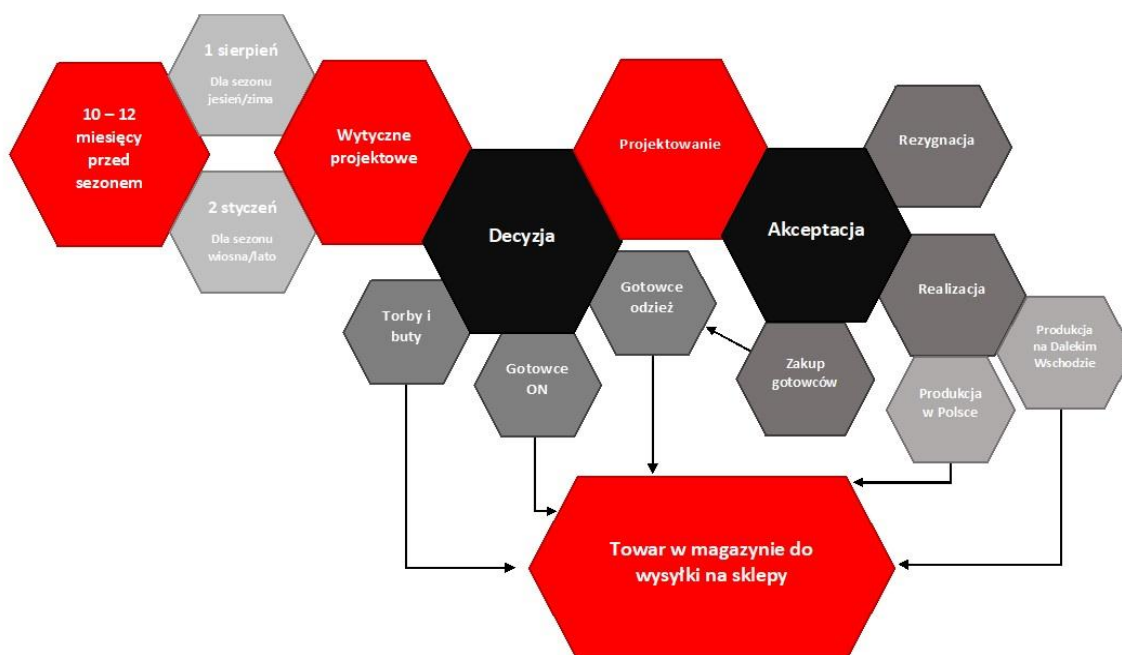 10 – 12
miesięcy
przed
sezonem
1 sierpień
Dla sezonu
jesień/zima
2 styczeń
Dla sezonu
wiosna/lato
Wytyczne
projektowe
Decyzja
Torby i
buty
Gotowce
ON
Gotowce
odzież
Projektowanie
Akceptacja
Rezygnacja
Realizacja
Zakup
gotowców
Produkcja
w Polsce
Produkcja
na Dalekim
Wschodzie
Towar w magazynie do
wysyłki na sklepy